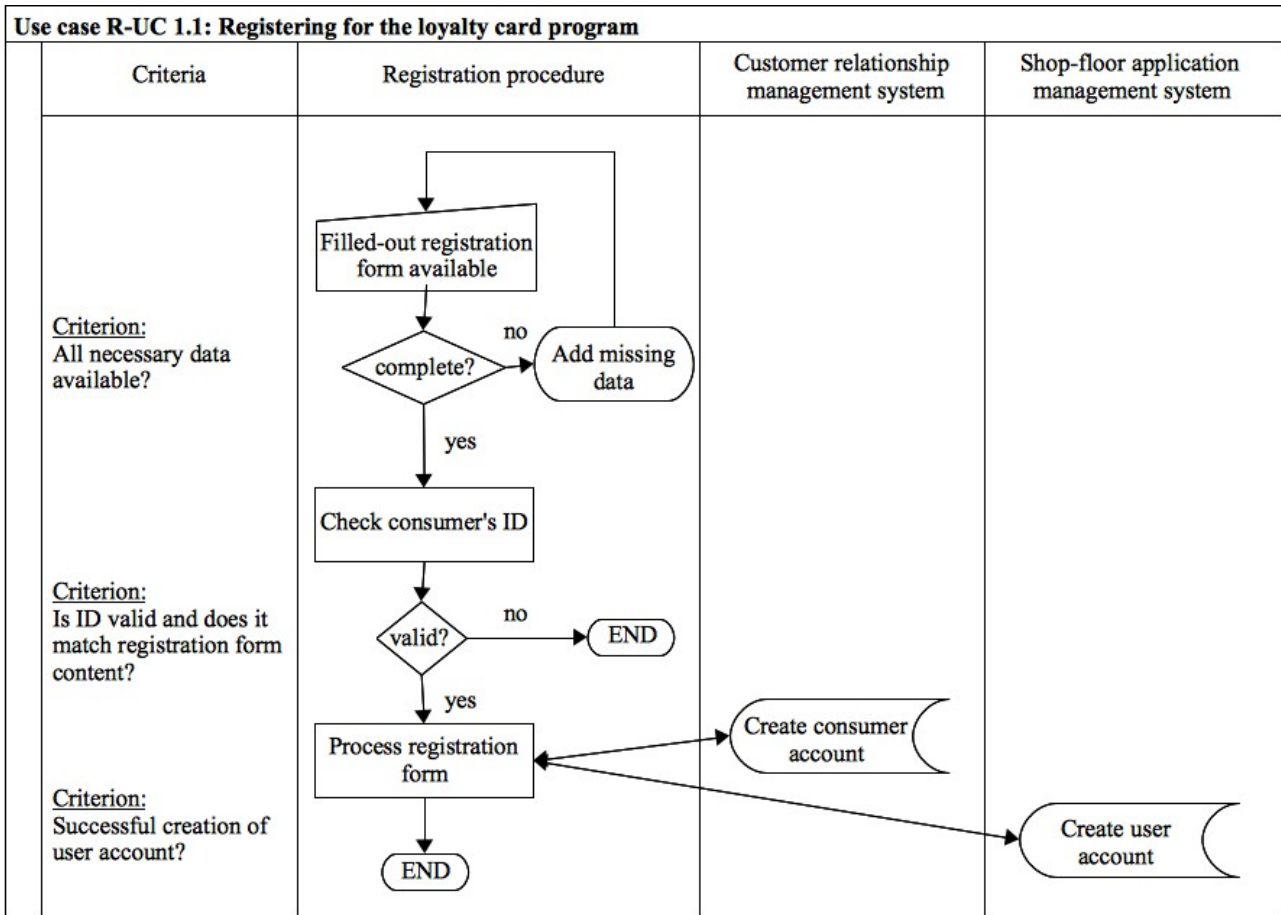 Use case R-UC 1.1: Registering for the loyalty card program
Criteria
Registration procedure
Customer relationship
management system
Shop-floor application
management system
Filled-out registration
form available
Criterion:
All necessary data
available?
complete?
no
Add missing
data
yes
Check consumer's ID
Criterion:
Is ID valid and does it
match registration form
content?
valid?
no
END
yes
Process registration
form
Create consumer
account
Criterion:
Successful creation of
user account?
Create user
account
END